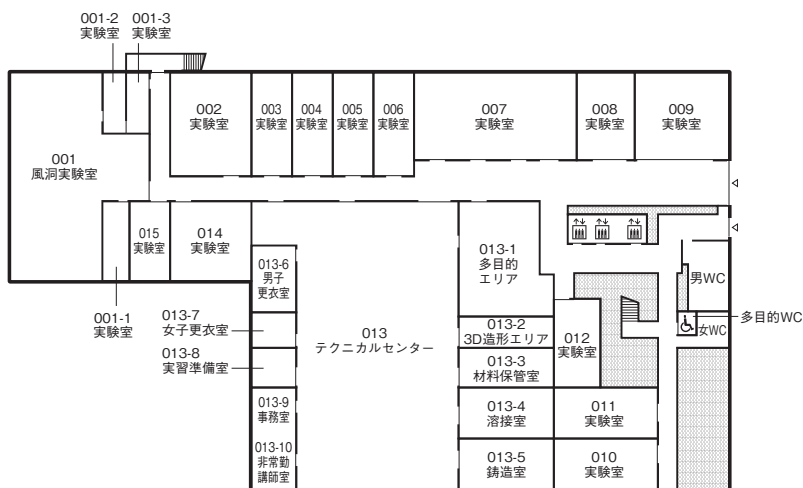 001-2
実験室
001-3
実験室
001
風洞実験室
002
実験室
003
実験室
004
実験室
005
実験室
006
実験室
007
実験室
008
実験室
009
実験室
015
実験室
014
実験室
001-1
実験室
013-6
男子
更衣室
013-7
女子更衣室
013-8
実習準備室
013-9
事務室
013-10
非常勤
講師室
013
テクニカルセンター
013-1
多目的
エリア
013-2
3D造形エリア
013-3
材料保管室
013-4
溶接室
013-5
鋳造室
012
実験室
011
実験室
010
実験室
男WC
多目的WC
女WC